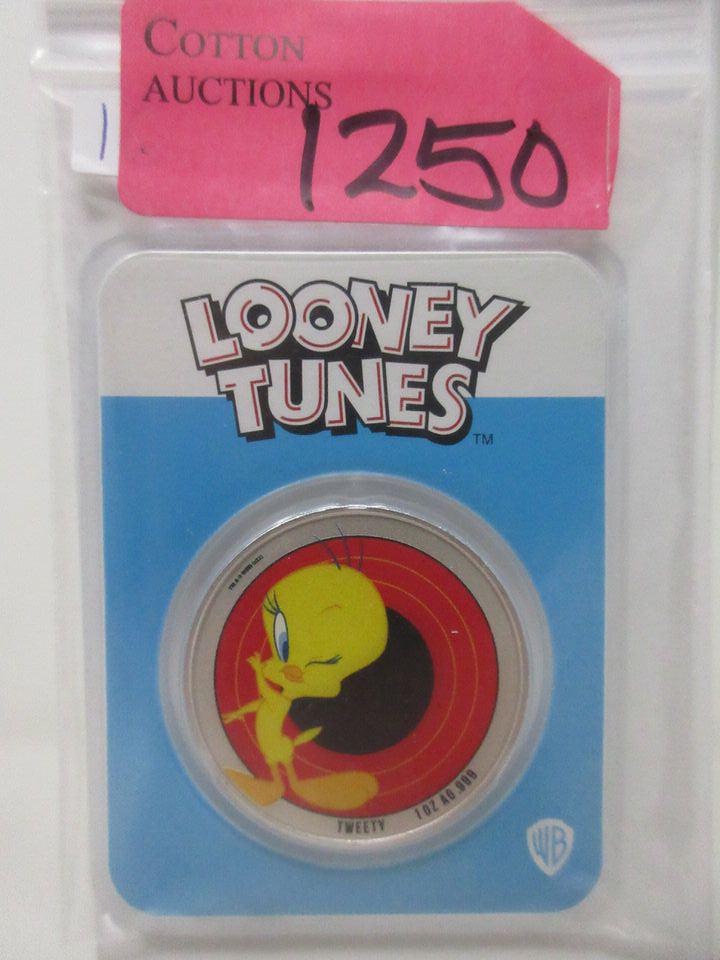 COTTON
AUCTIONS
1250
LOONEY
TUNES
TM
TWEETY 1 OZ AG .999
WB